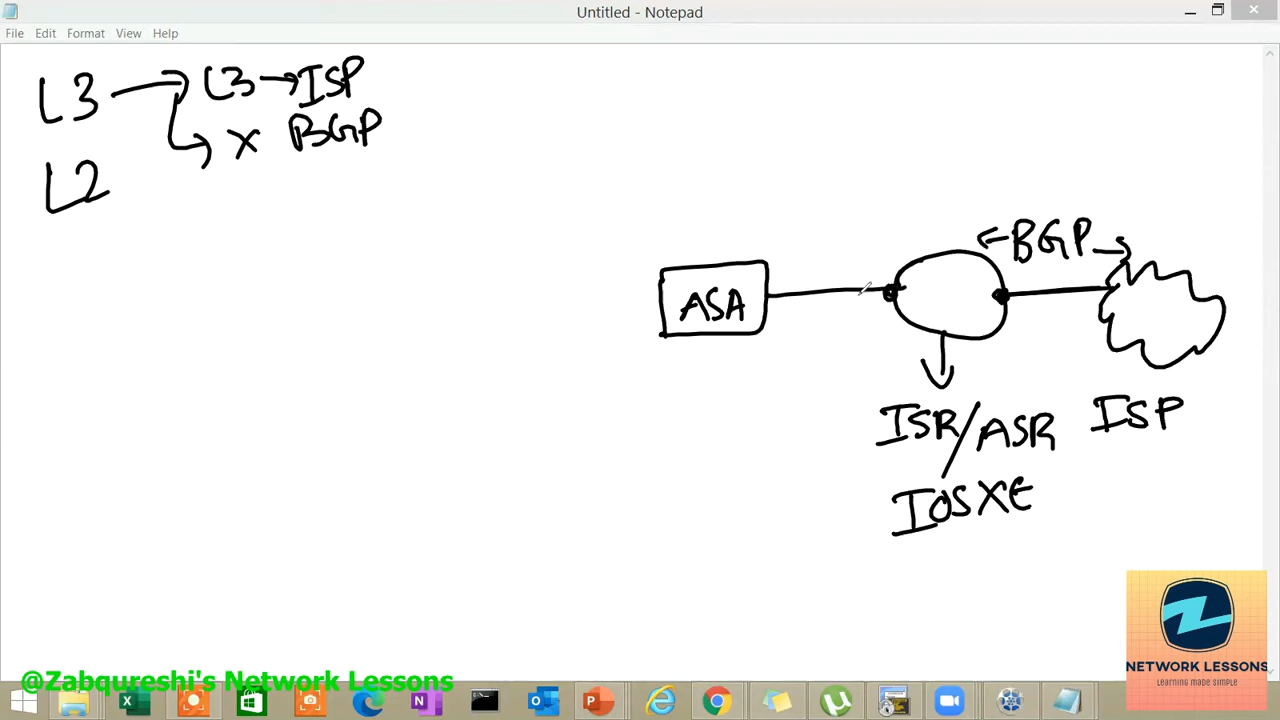 Untitled - Notepad
File Edit Format View Help
L3 → L3 → ISP
x BGP
L2
BGP
ASA
ISR/ASR
ISP
IOSXE
NETWORK LESSONS
Learning made simple
@Zabqureshi's Network Lessons